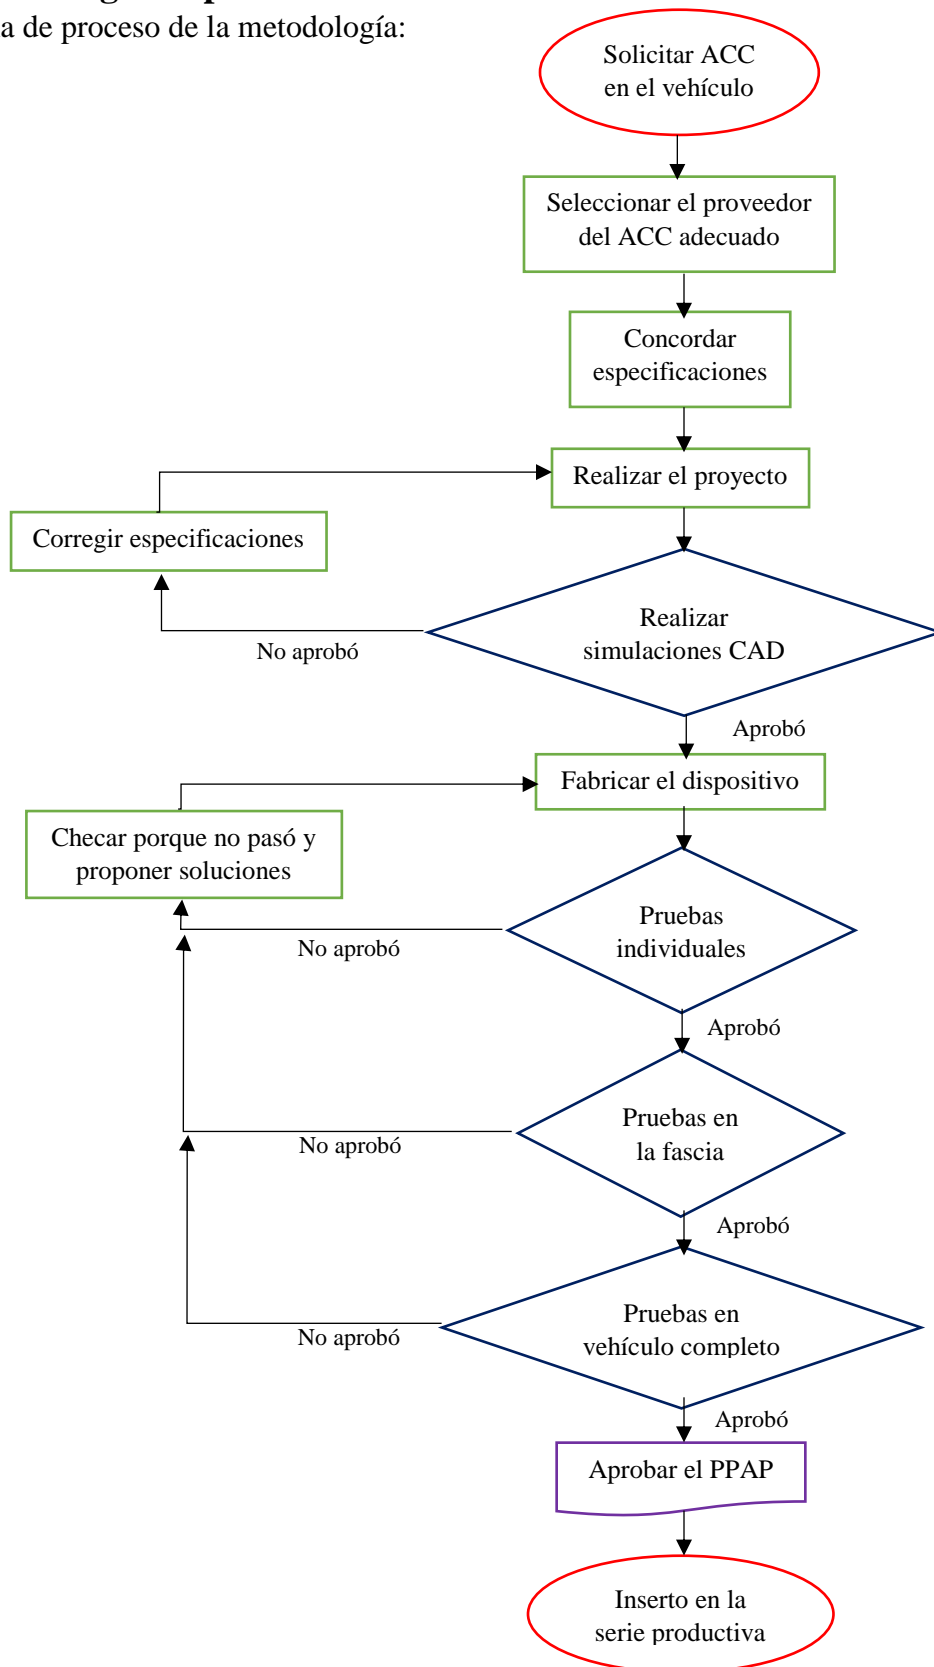 a de proceso de la metodología:
Solicitar ACC
en el vehículo
Seleccionar el proveedor
del ACC adecuado
Concordar
especificaciones
Realizar el proyecto
Corregir especificaciones
Realizar
simulaciones CAD
No aprobó
Aprobó
Fabricar el dispositivo
Checar porque no pasó y
proponer soluciones
Pruebas
individuales
No aprobó
Aprobó
Pruebas en
la fascia
No aprobó
Aprobó
Pruebas en
vehículo completo
No aprobó
Aprobó
Aprobar el PPAP
Inserto en la
serie productiva